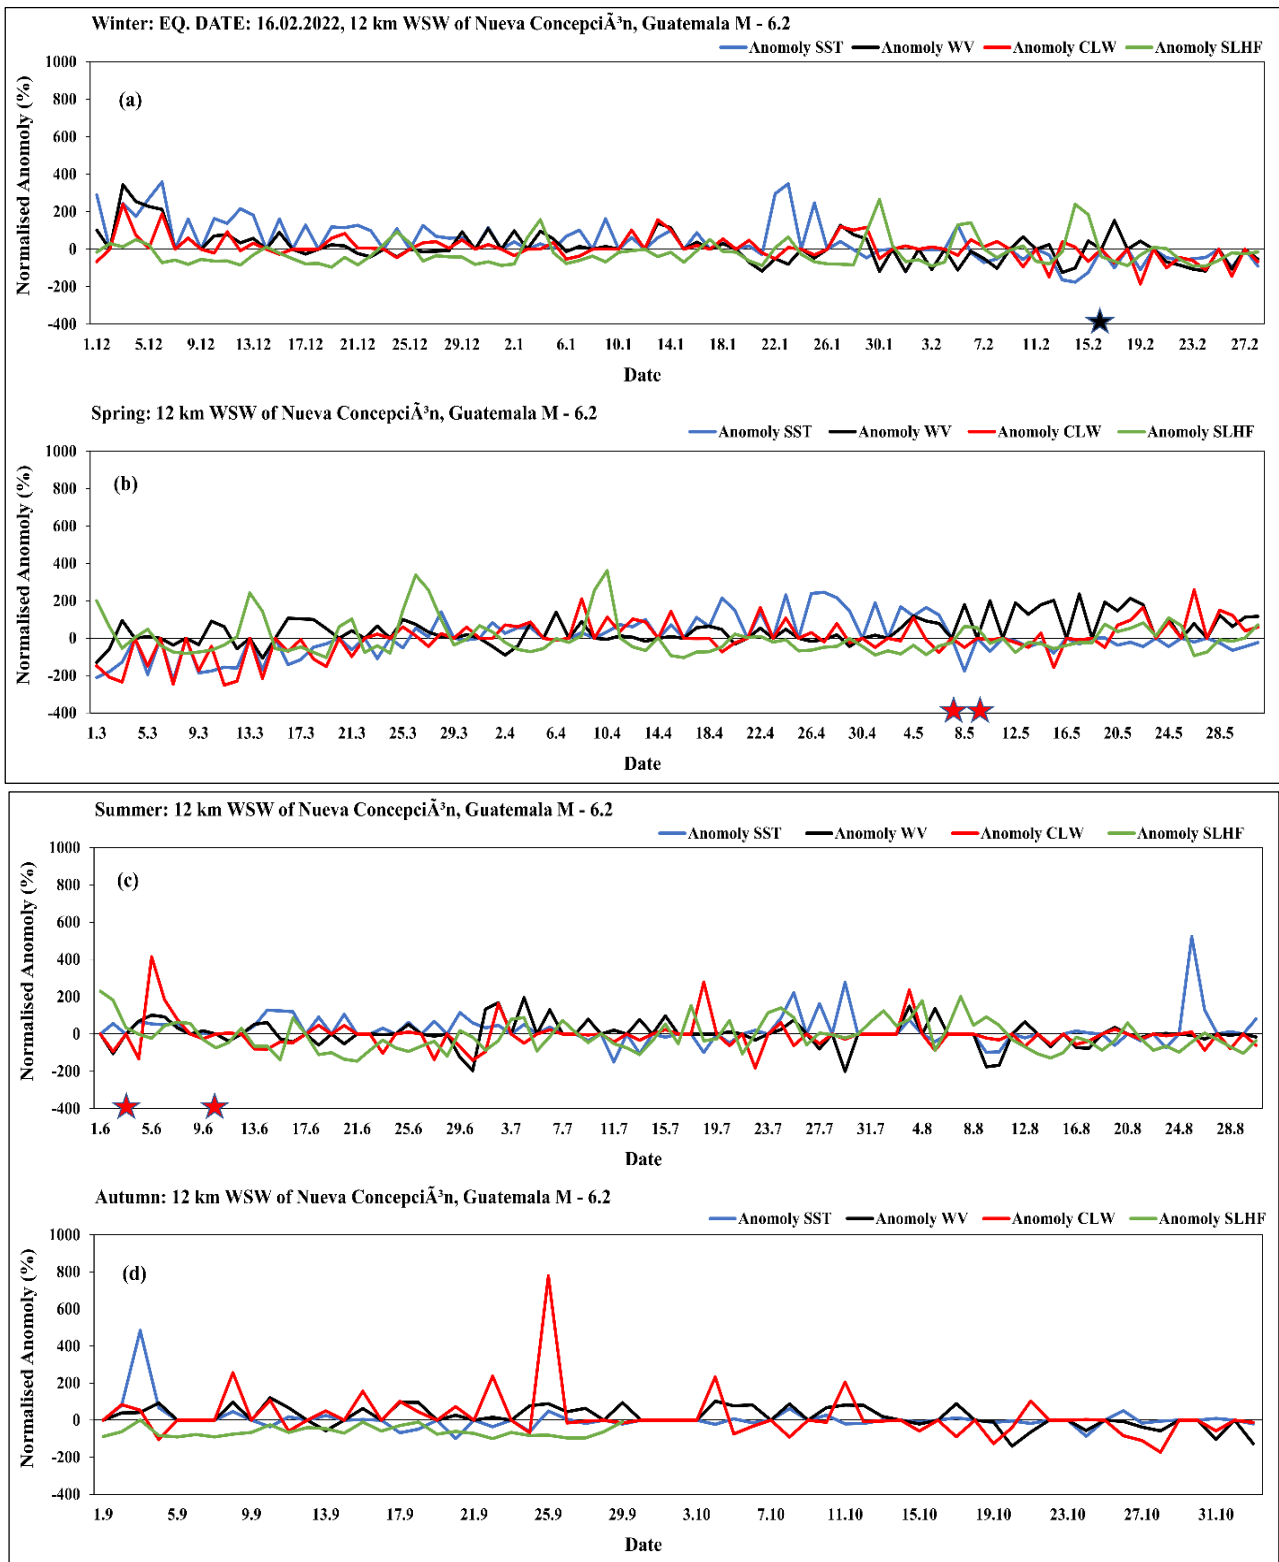 Winter: EQ. DATE: 16.02.2022, 12 km WSW of Nueva ConcepciÃ³n, Guatemala M - 6.2
Anomoly SST Anomoly WV Anomoly CLW Anomoly SLHF
Normalised Anomoly (%)
1000
800
600
400
200
0
-200
-400
(a)
1.12 5.12 9.12 13.12 17.12 21.12 25.12 29.12 2.1 6.1 10.1 14.1 18.1 22.1 26.1 30.1 3.2 7.2 11.2 15.2 19.2 23.2 27.2
Date
Spring: 12 km WSW of Nueva ConcepciÃ³n, Guatemala M - 6.2
Anomoly SST Anomoly WV Anomoly CLW Anomoly SLHF
Normalised Anomoly (%)
1000
800
600
400
200
0
-200
-400
(b)
1.3 5.3 9.3 13.3 17.3 21.3 25.3 29.3 2.4 6.4 10.4 14.4 18.4 22.4 26.4 30.4 4.5 8.5 12.5 16.5 20.5 24.5 28.5
Date
Summer: 12 km WSW of Nueva ConcepciÃ³n, Guatemala M - 6.2
Anomoly SST Anomoly WV Anomoly CLW Anomoly SLHF
Normalised Anomoly (%)
1000
800
600
400
200
0
-200
-400
(c)
1.6 5.6 9.6 13.6 17.6 21.6 25.6 29.6 3.7 7.7 11.7 15.7 19.7 23.7 27.7 31.7 4.8 8.8 12.8 16.8 20.8 24.8 28.8
Date
Autumn: 12 km WSW of Nueva ConcepciÃ³n, Guatemala M - 6.2
Anomoly SST Anomoly WV Anomoly CLW Anomoly SLHF
Normalised Anomoly (%)
1000
800
600
400
200
0
-200
-400
(d)
1.9 5.9 9.9 13.9 17.9 21.9 25.9 29.9 3.10 7.10 11.10 15.10 19.10 23.10 27.10 31.10
Date